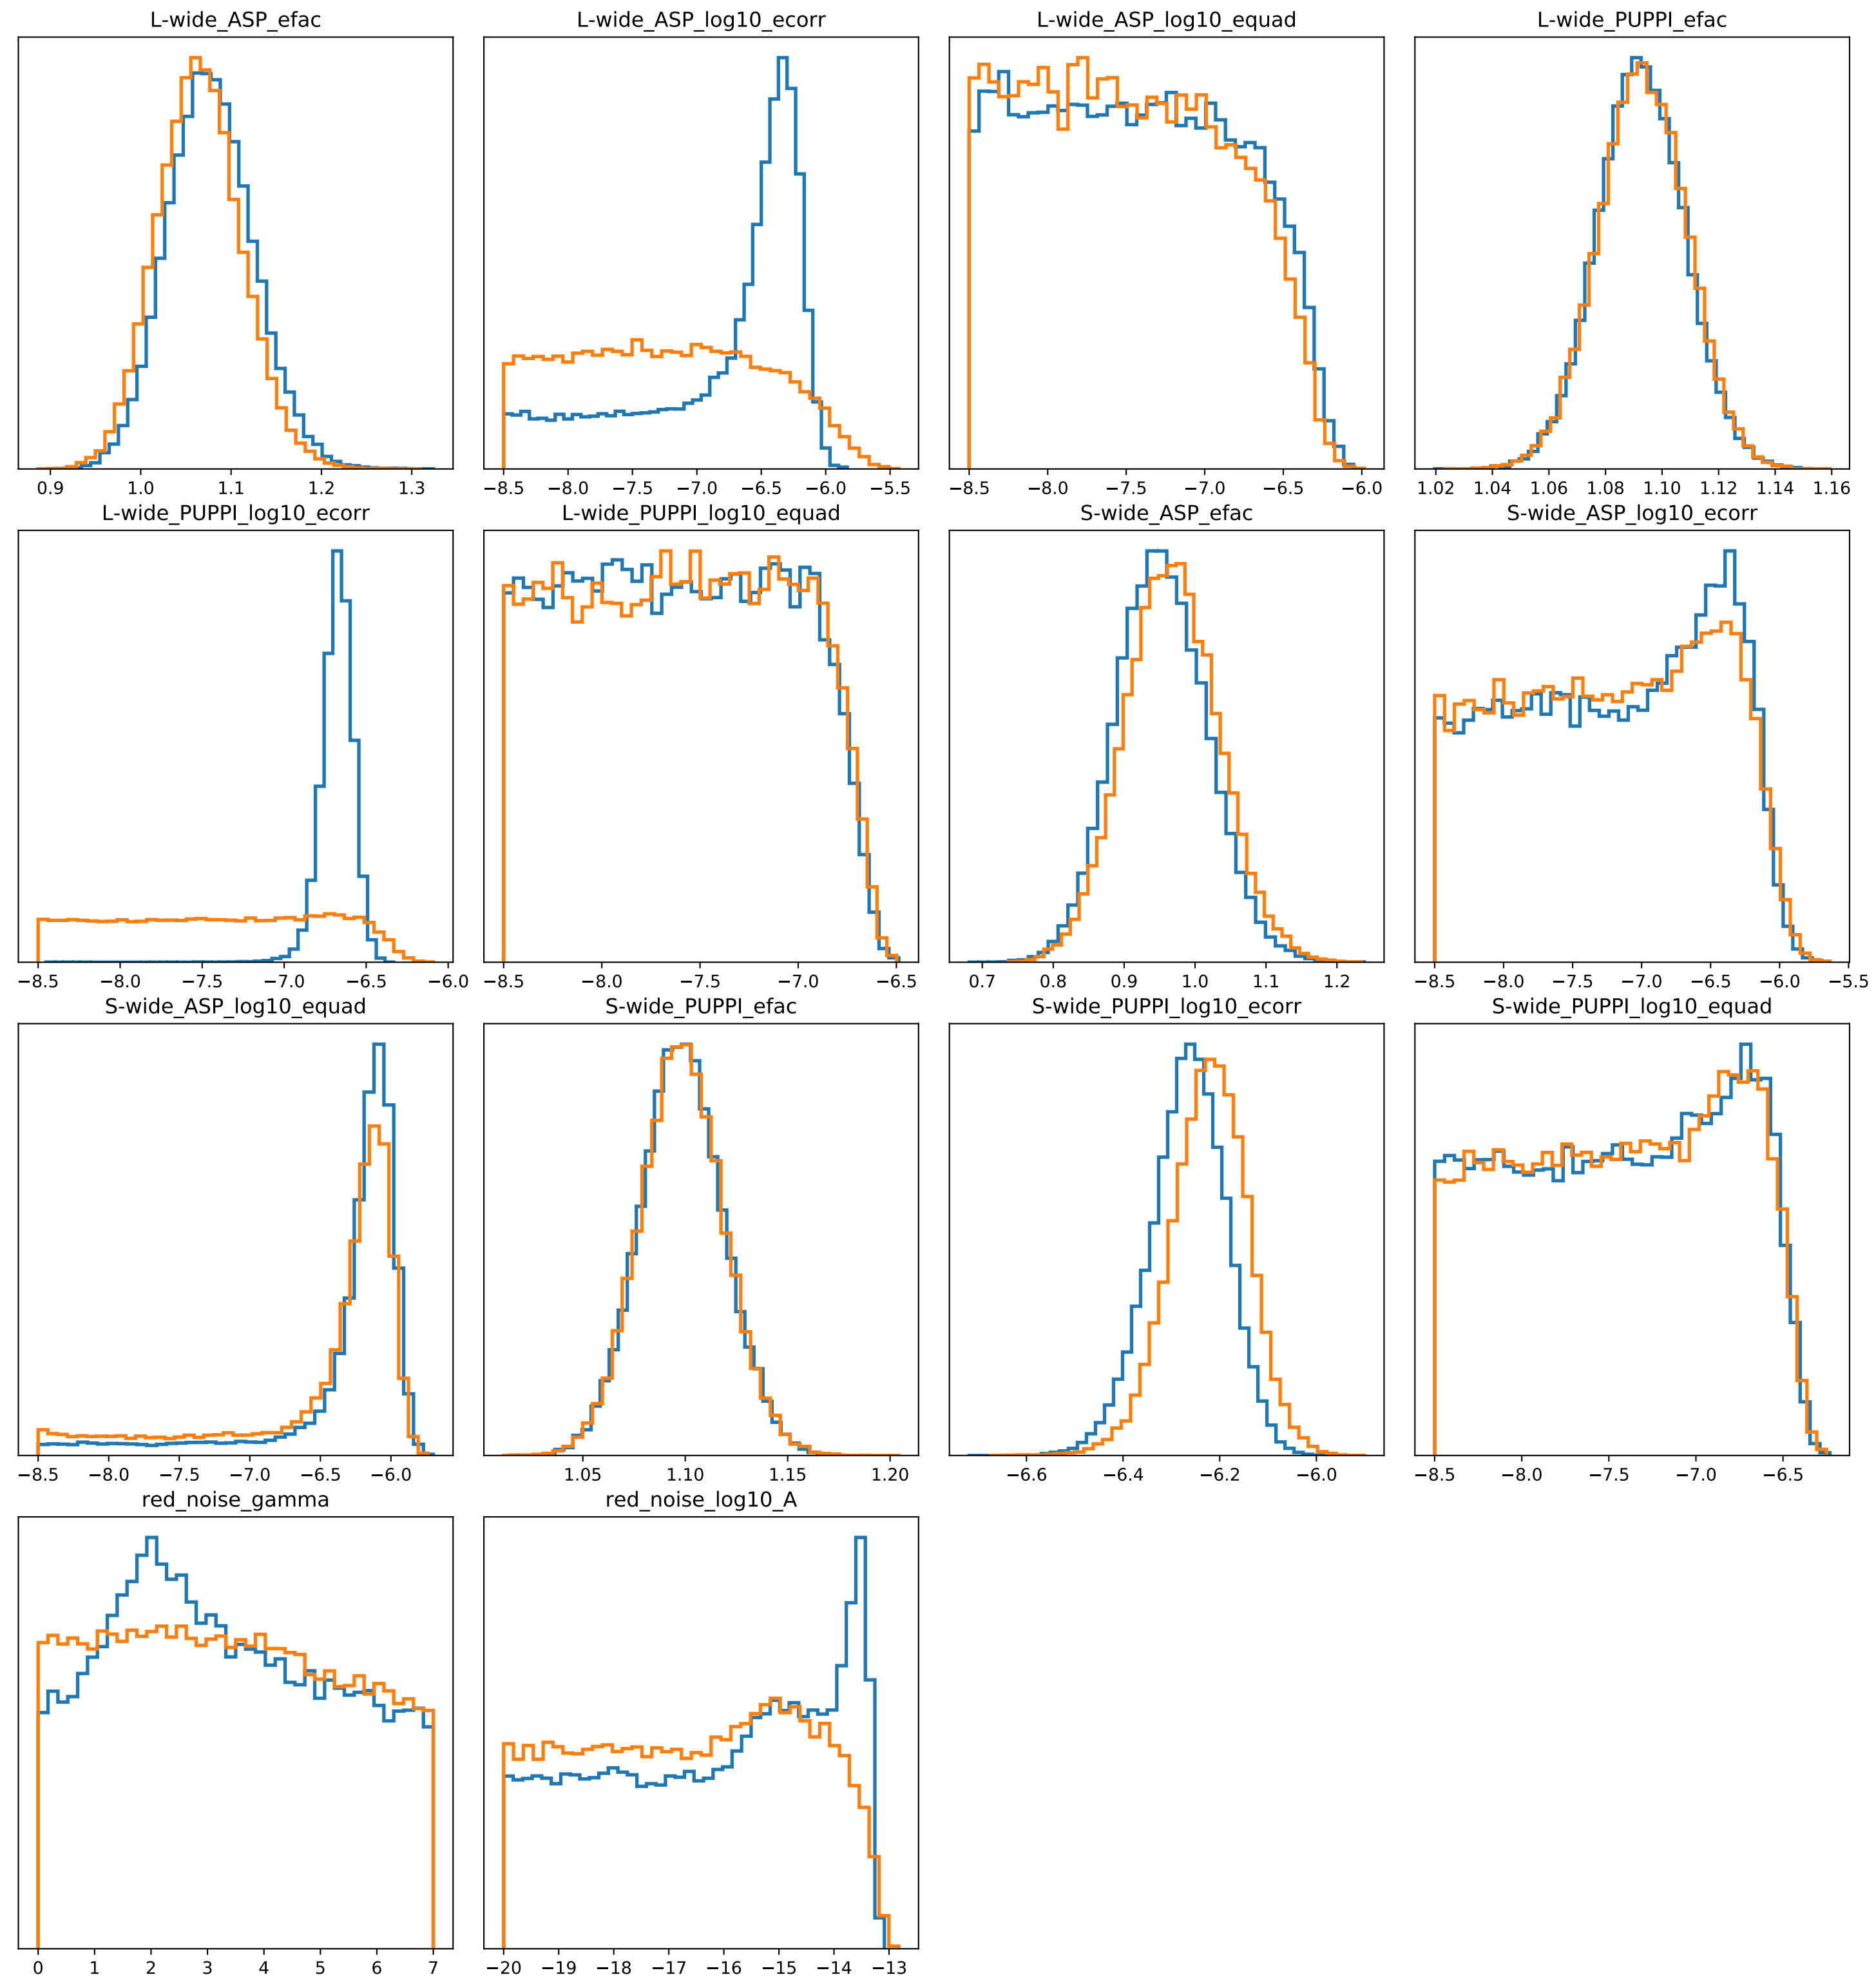 L-wide_ASP_efac
L-wide_ASP_log10_ecorr
L-wide_ASP_log10_equad
L-wide_PUPPI_efac
0.9 1.0 1.1 1.2 1.3
−8.5 −8.0 −7.5 −7.0 −6.5 −6.0 −5.5
−8.5 −8.0 −7.5 −7.0 −6.5 −6.0
1.02 1.04 1.06 1.08 1.10 1.12 1.14 1.16
L-wide_PUPPI_log10_ecorr
L-wide_PUPPI_log10_equad
S-wide_ASP_efac
S-wide_ASP_log10_ecorr
−8.5 −8.0 −7.5 −7.0 −6.5 −6.0
−8.5 −8.0 −7.5 −7.0 −6.5
0.7 0.8 0.9 1.0 1.1 1.2
−8.5 −8.0 −7.5 −7.0 −6.5 −6.0 −5.5
S-wide_ASP_log10_equad
S-wide_PUPPI_efac
S-wide_PUPPI_log10_ecorr
S-wide_PUPPI_log10_equad
−8.5 −8.0 −7.5 −7.0 −6.5 −6.0
1.05 1.10 1.15 1.20
−6.6 −6.4 −6.2 −6.0
−8.5 −8.0 −7.5 −7.0 −6.5
red_noise_gamma
red_noise_log10_A
0 1 2 3 4 5 6 7
−20 −19 −18 −17 −16 −15 −14 −13